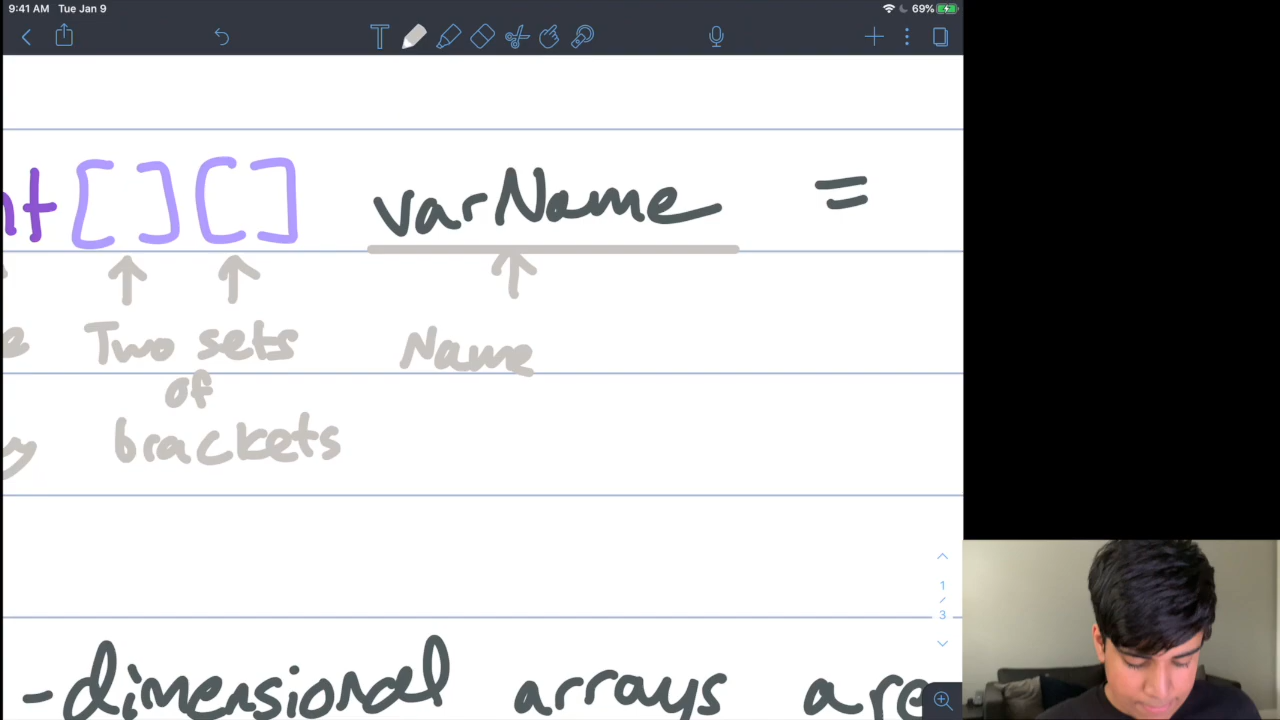 9:41 AM Tue Jan 9
69%
nt[][] varName =
Two sets Name
of
brackets
1
3
-dimensional arrays are